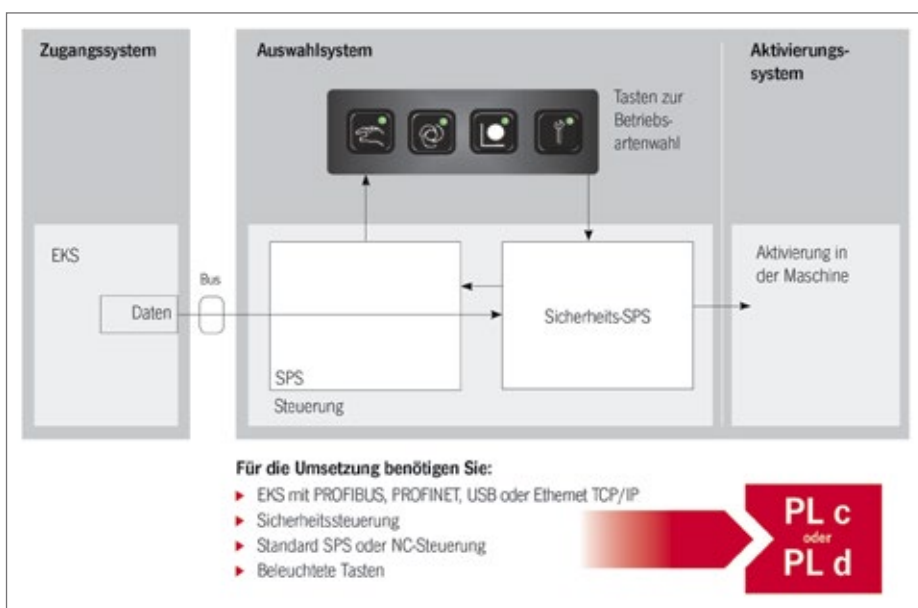 Zugangssystem
Auswahlsystem
Aktivierungs-
system
Tasten zur
Betriebs-
artenwahl
EKS
Daten
Bus
SPS
Steuerung
Sicherheits-SPS
Aktivierung in
der Maschine
Für die Umsetzung benötigen Sie:
EKS mit PROFIBUS, PROFINET, USB oder Ethernet TCP/IP
Sicherheitssteuerung
Standard SPS oder NC-Steuerung
Beleuchtete Tasten
PL c
oder
PL d